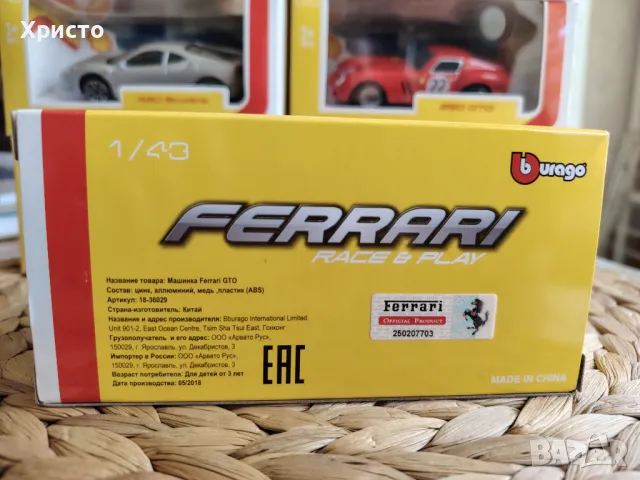 Христо
1/43
burago
FERRARI
RACE & PLAY
Название товара: Машинка Ferrari GTO
Состав: цинк, аллюминий, медь ,пластик (ABS)
Артикул: 18-36029
Страна-изготовитель: Китай
Название и адрес производителя: Bburago International Limited.
Unit 901-2, East Ocean Centre, Tsim Sha Tsui East, Гонконг
Грузополучатель и его адрес: ООО «Арвато Рус»,
150029, г. Ярославль, ул. Декабристов, 3
Импортер в России: ООО «Арвато Рус»,
150029, г. Ярославль, ул. Декабристов, 3
Возраст потребителя: Для детей от 3 лет
Дата производства: 05/2018
EAC
Ferrari
OFFICIAL PRODUCT
250207703
MADE IN CHINA
BAZAR